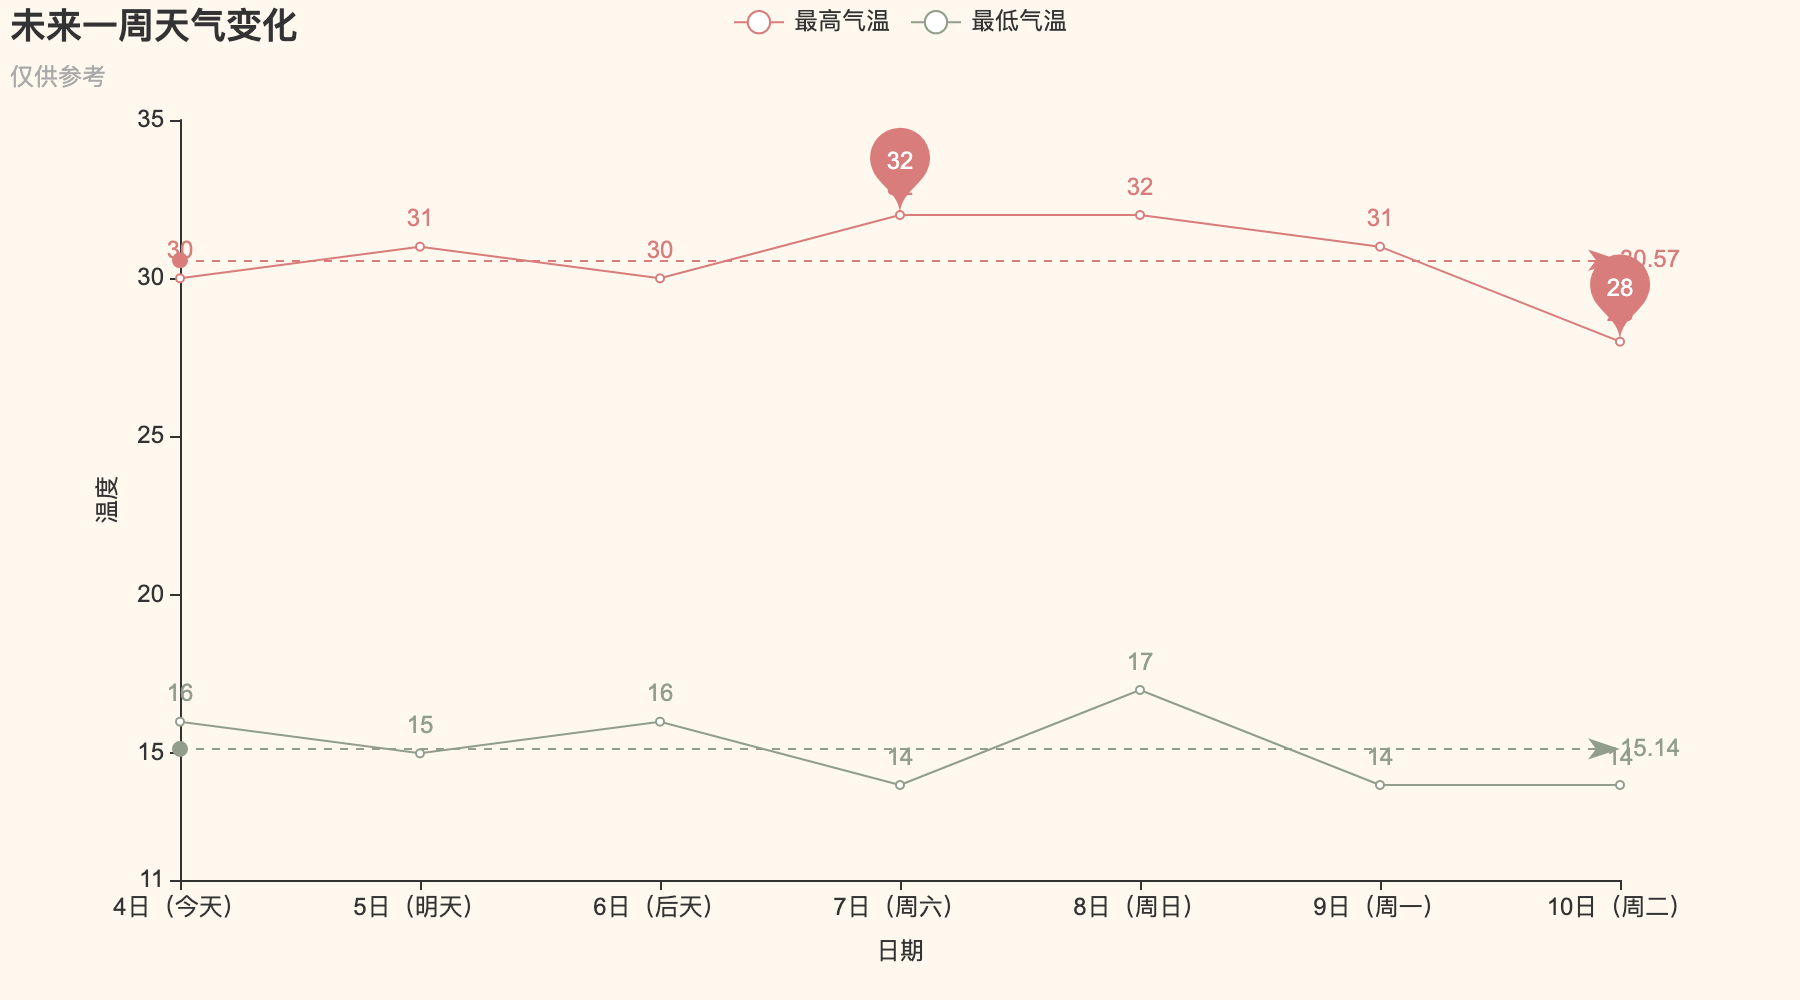 未来一周天气变化
仅供参考
最高气温
最低气温
35
30
25
20
15
11
温度
30
31
30
32
32
31
28
30.57
16
15
16
14
17
14
14
15.14
4日（今天）
5日（明天）
6日（后天）
7日（周六）
8日（周日）
9日（周一）
10日（周二）
日期